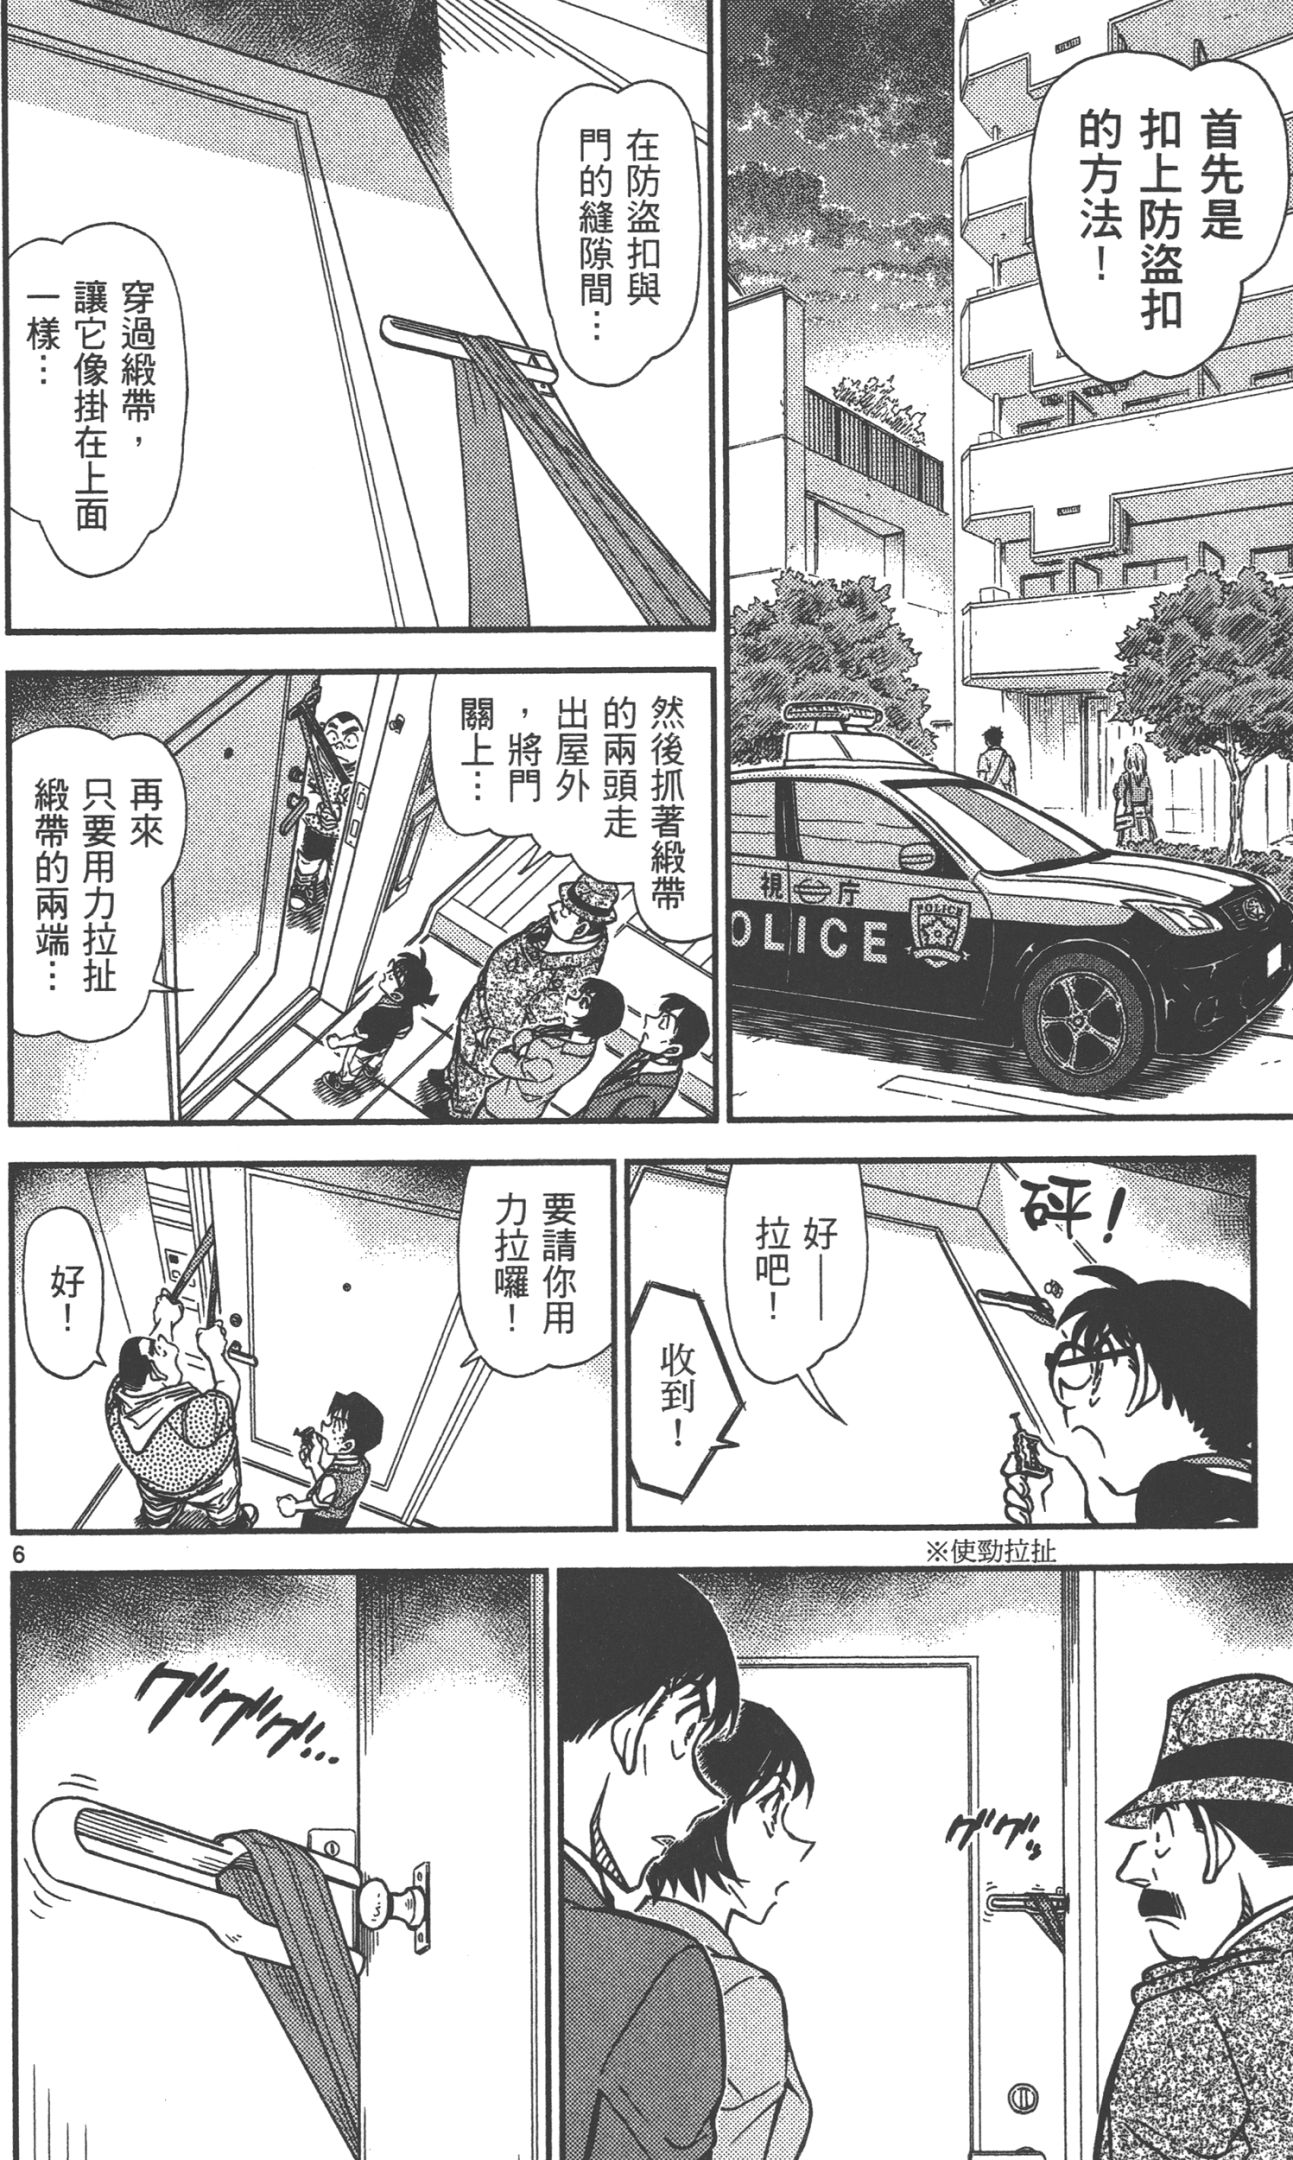 首先是
扣上防盜扣
的方法！
視庁
POLICE
OLICE
在防盜扣與
門的縫隙間…
穿過緞帶，
讓它像掛在上面
一樣…
然後抓著緞帶
的兩頭走
出屋外
，將門
關上…
再來
只要用力拉扯
緞帶的兩端…
砰！
好——
拉吧！
收到！
要請你用
力拉囉！
好！
6
※使勁拉扯
グググッ
グググ…